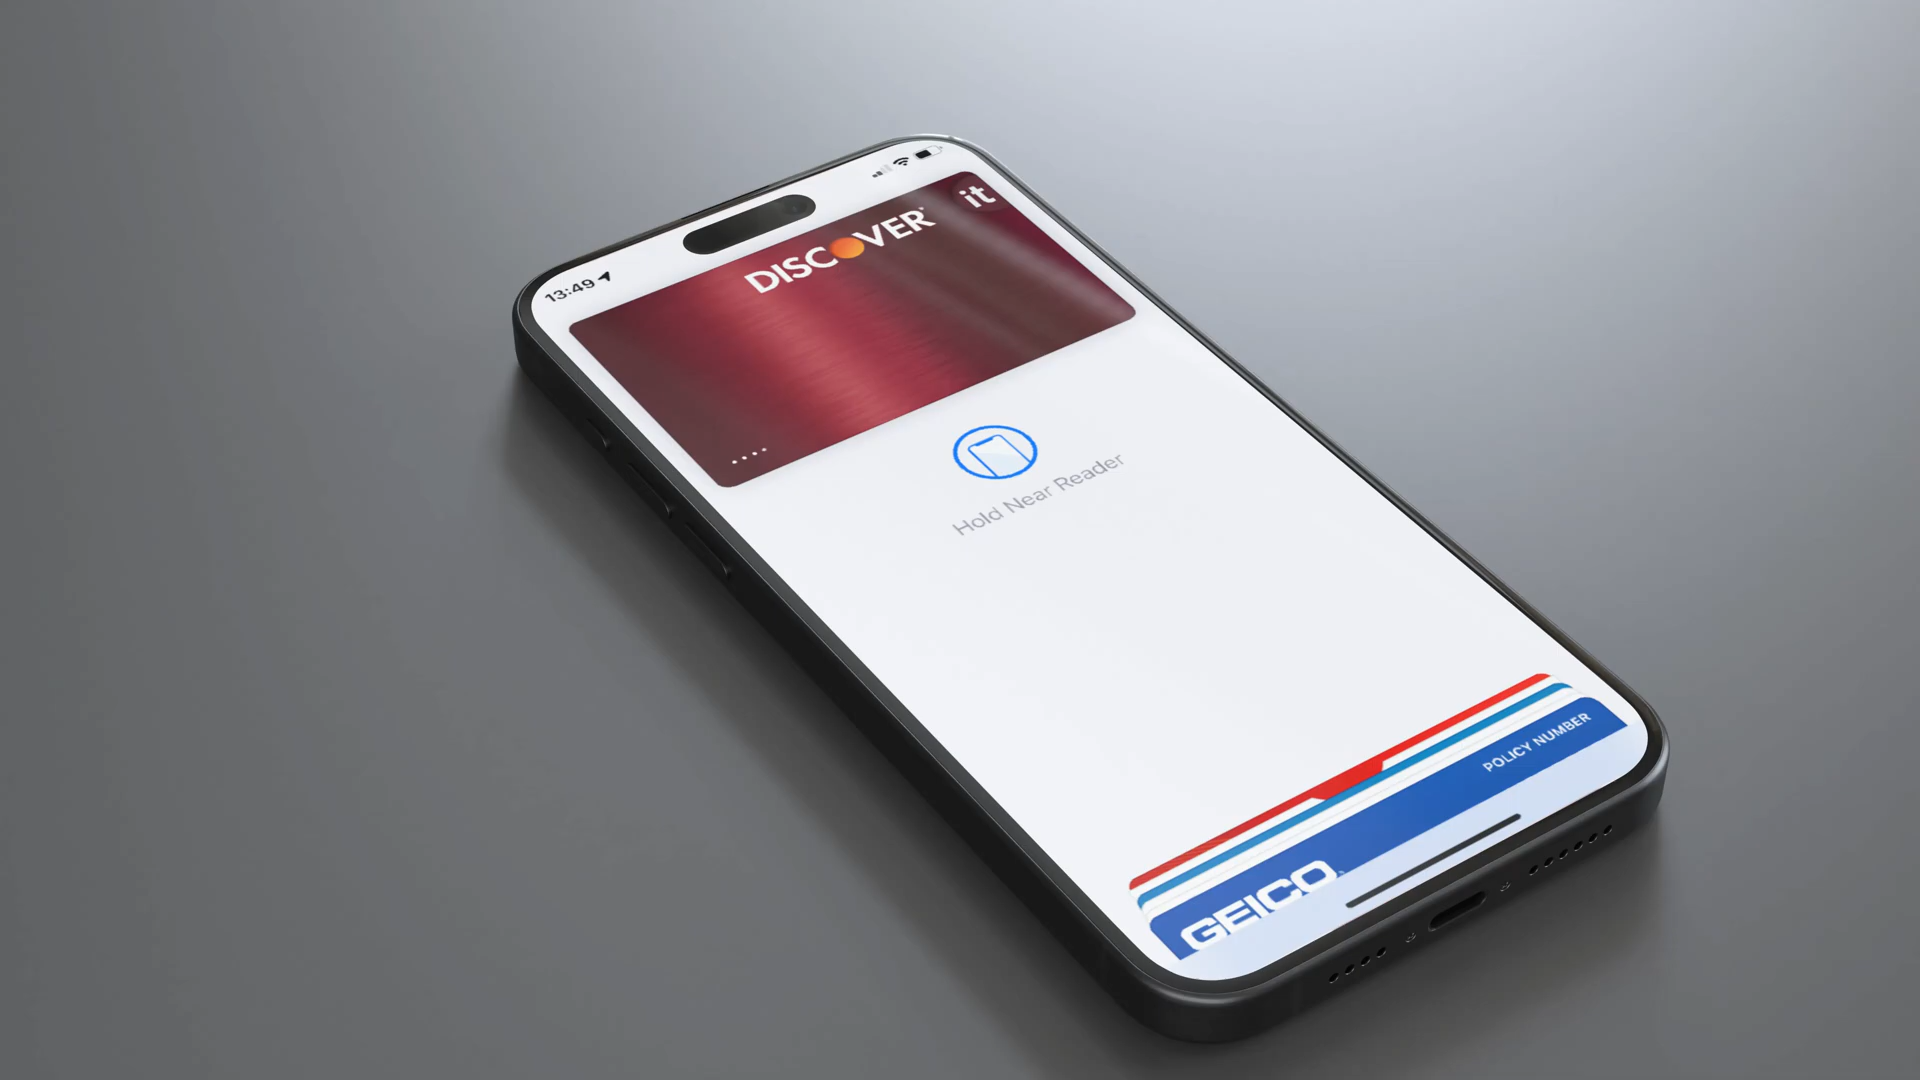 13:49
DISCOVER
it
••••
Hold Near Reader
POLICY NUMBER
GEICO